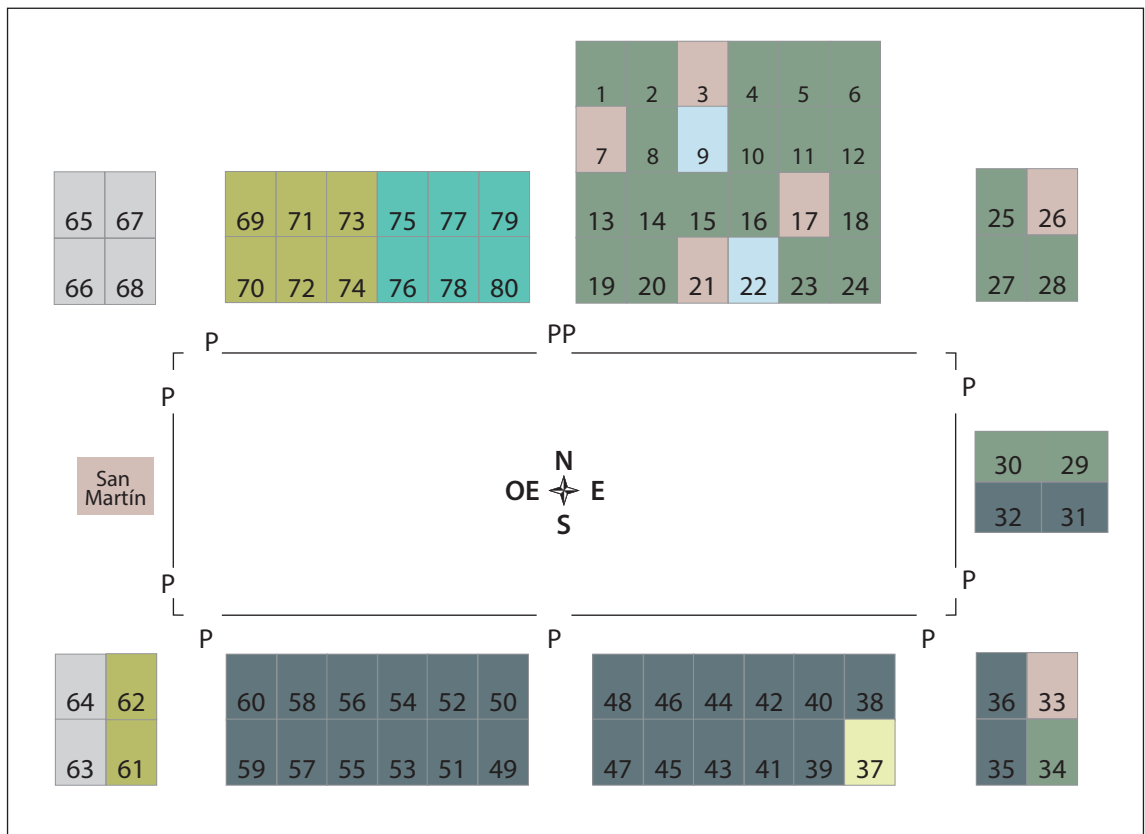 1 2 3 4 5 6
7 8 9 10 11 12
65 67 69 71 73 75 77 79 13 14 15 16 17 18 25 26
66 68 70 72 74 76 78 80 19 20 21 22 23 24 27 28
P PP
P P
N
San
Martín
OE E
S
30 29
32 31
P P
P P P
64 62 60 58 56 54 52 50 48 46 44 42 40 38 36 33
63 61 59 57 55 53 51 49 47 45 43 41 39 37 35 34